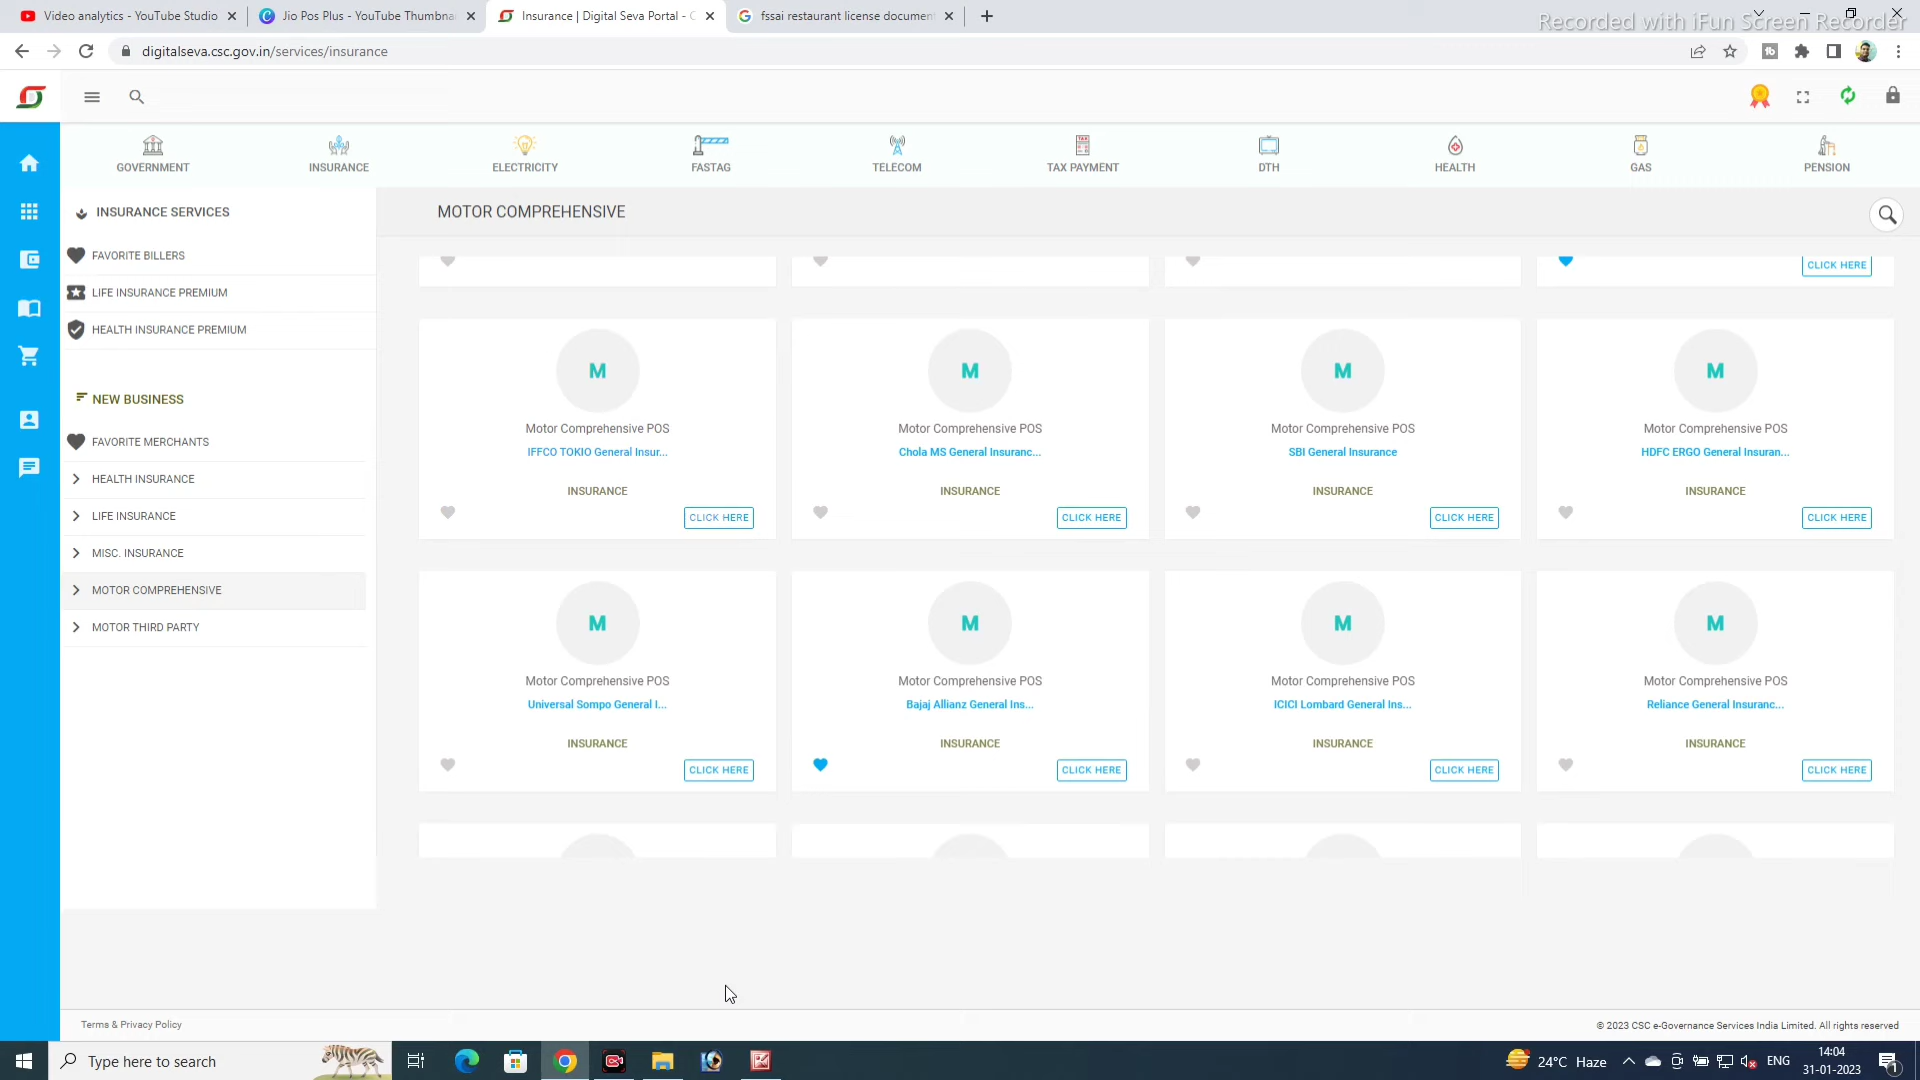 Video analytics - YouTube Studio
Jio Pos Plus - YouTube Thumbna
Insurance | Digital Seva Portal - C
fssai restaurant license document
Recorded with iFun Screen Recorder
digitalseva.csc.gov.in/services/insurance
GOVERNMENT
INSURANCE
ELECTRICITY
FASTAG
TELECOM
TAX PAYMENT
DTH
HEALTH
GAS
PENSION
INSURANCE SERVICES
MOTOR COMPREHENSIVE
FAVORITE BILLERS
LIFE INSURANCE PREMIUM
HEALTH INSURANCE PREMIUM
NEW BUSINESS
FAVORITE MERCHANTS
HEALTH INSURANCE
LIFE INSURANCE
MISC. INSURANCE
MOTOR COMPREHENSIVE
MOTOR THIRD PARTY
CLICK HERE
M
Motor Comprehensive POS
IFFCO TOKIO General Insur...
INSURANCE
CLICK HERE
M
Motor Comprehensive POS
Chola MS General Insuranc...
INSURANCE
CLICK HERE
M
Motor Comprehensive POS
SBI General Insurance
INSURANCE
CLICK HERE
M
Motor Comprehensive POS
HDFC ERGO General Insuran...
INSURANCE
CLICK HERE
M
Motor Comprehensive POS
Universal Sompo General I...
INSURANCE
CLICK HERE
M
Motor Comprehensive POS
Bajaj Allianz General Ins...
INSURANCE
CLICK HERE
M
Motor Comprehensive POS
ICICI Lombard General Ins...
INSURANCE
CLICK HERE
M
Motor Comprehensive POS
Reliance General Insuranc...
INSURANCE
CLICK HERE
Terms & Privacy Policy
© 2023 CSC e-Governance Services India Limited. All rights reserved
Type here to search
24°C Haze
ENG
14:04
31-01-2023
1